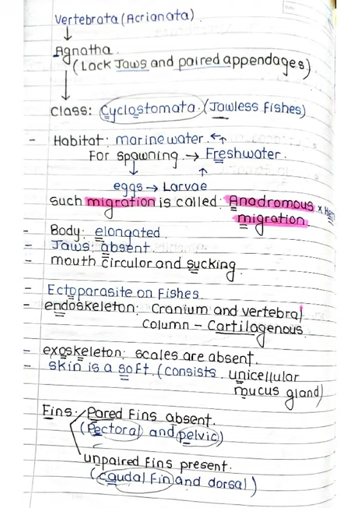 Vertebrata (Acrianata)
Agnatha
(Lack Jaws and paired appendages)
Class: Cyclostomata (Jawless fishes)
- Habitat: marine water.
For spawning → Freshwater.
eggs → Larvae
such migration is called: Anadromous
migration
- Body: elongated
- Jaws: absent
- mouth circular and sucking
- Ectoparasite on Fishes
- endoskeleton: Cranium and vertebral
Column - Cartilagenous
- exoskeleton: scales are absent.
- skin is a soft (consists unicellular
mucus gland)
Fins: Pared Fins absent.
(Pectoral and pelvic)
unpaired Fins present.
(caudal fin and dorsal)